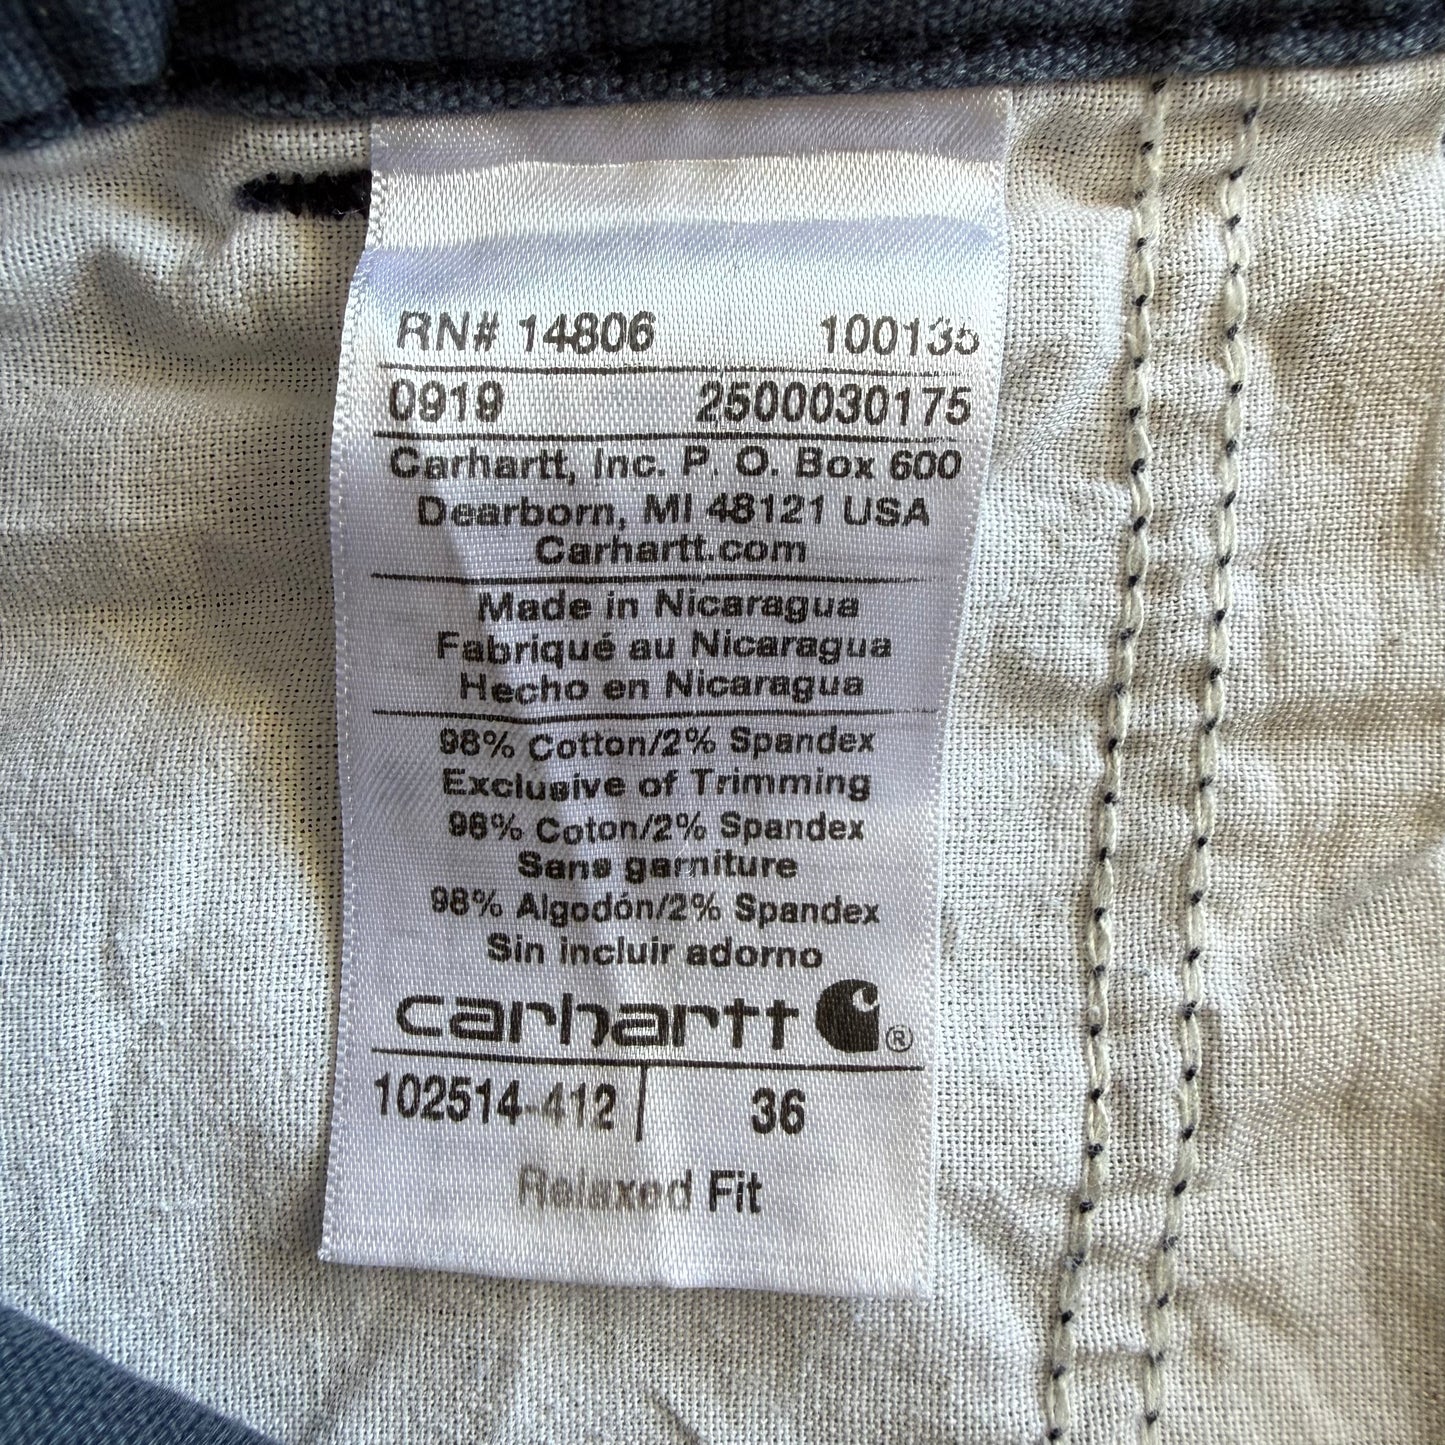 RN# 14806 100135
0919 2500030175
Carhartt, Inc. P. O. Box 600
Dearborn, MI 48121 USA
Carhartt.com
Made in Nicaragua
Fabriqué au Nicaragua
Hecho en Nicaragua
98% Cotton/2% Spandex
Exclusive of Trimming
98% Coton/2% Spandex
Sans garniture
98% Algodón/2% Spandex
Sin incluir adorno
carhartt ®
102514-412 36
Relaxed Fit